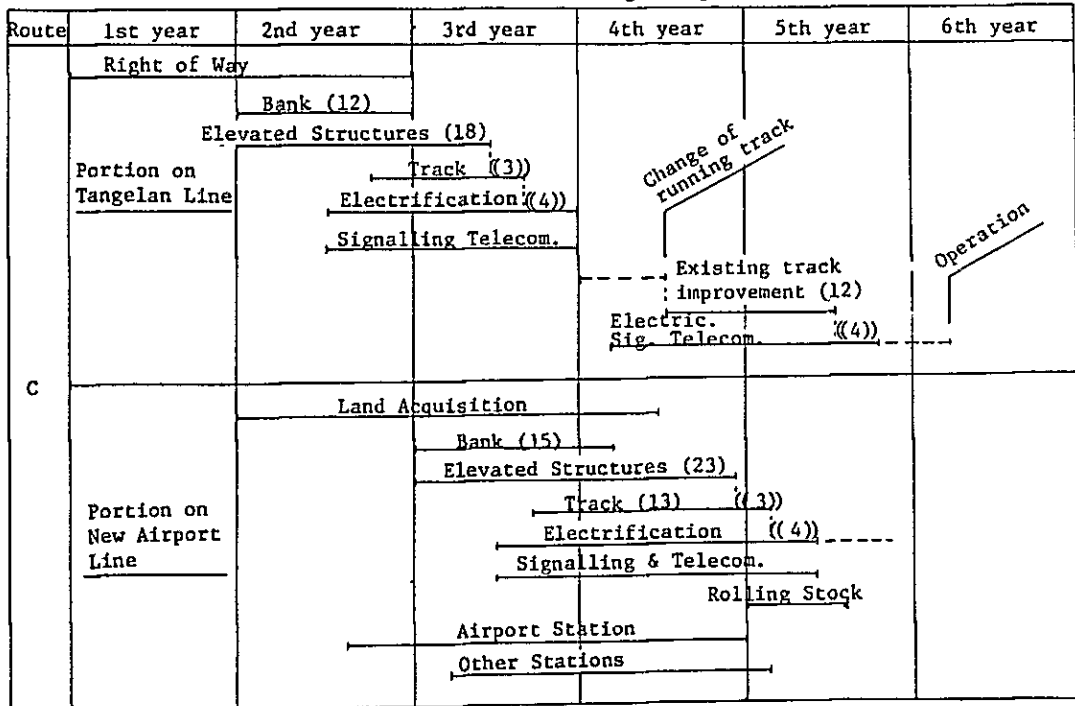 Route 1st year 2nd year 3rd year 4th year 5th year 6th year
Right of Way
Bank (12)
Elevated Structures (18)
Portion on
Tangelan Line
Track ((3))
Electrification ((4))
Signalling Telecom.
Change of
running track
Existing track
improvement (12)
Electric.
Sig. Telecom. ((4))
Operation
C
Land Acquisition
Bank (15)
Elevated Structures (23)
Portion on
New Airport
Line
Track (13) ((3))
Electrification ((4))
Signalling & Telecom.
Rolling Stock
Airport Station
Other Stations